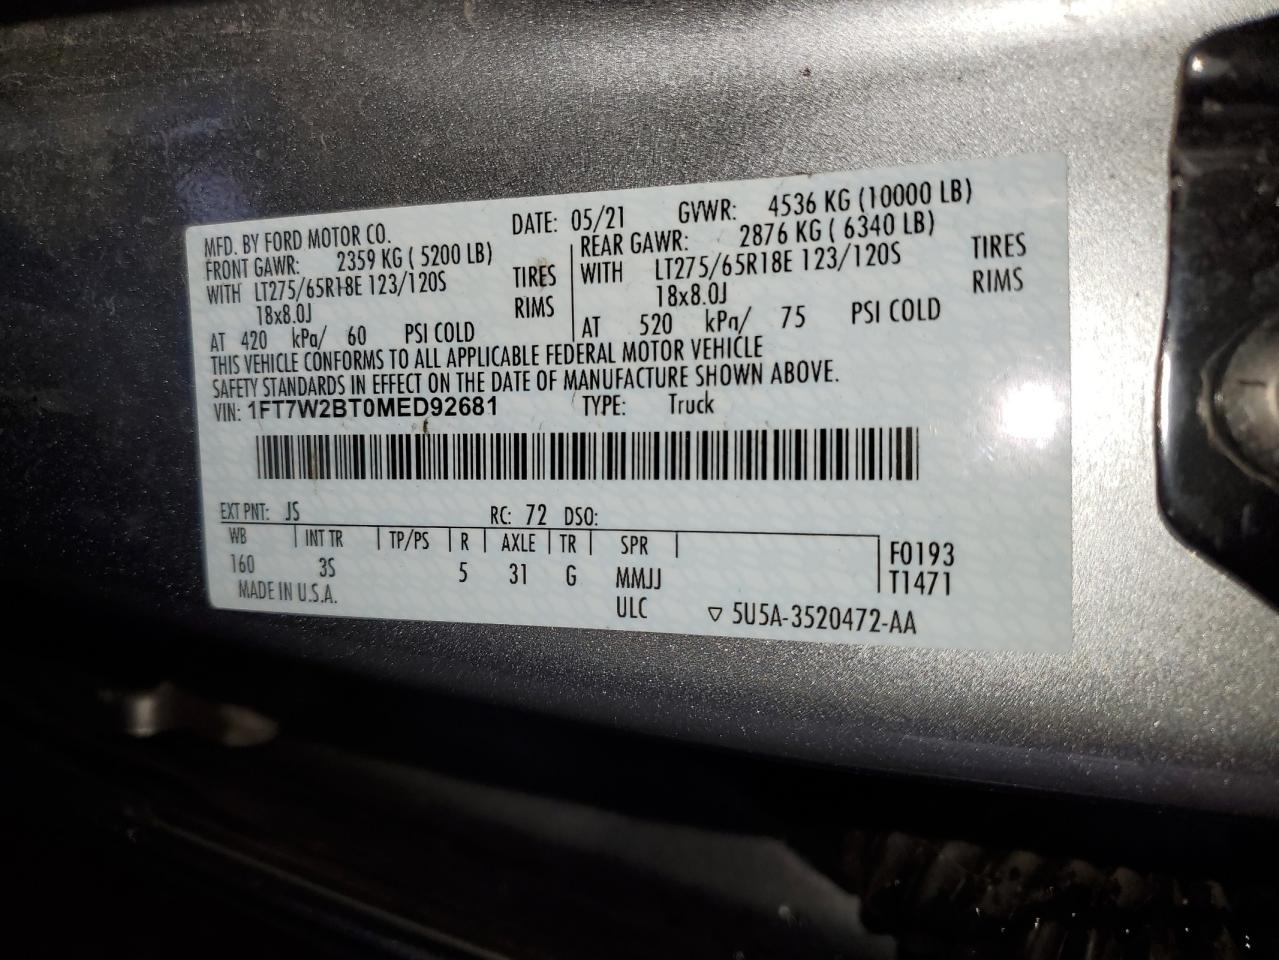 MFD. BY FORD MOTOR CO. DATE: 05/21 GVWR: 4536 KG (10000 LB)
FRONT GAWR: 2359 KG ( 5200 LB)
WITH LT275/65R18E 123/120S TIRES
18x8.0J RIMS
AT 420 kPa/ 60 PSI COLD
REAR GAWR: 2876 KG ( 6340 LB)
WITH LT275/65R18E 123/120S TIRES
18x8.0J RIMS
AT 520 kPa/ 75 PSI COLD
THIS VEHICLE CONFORMS TO ALL APPLICABLE FEDERAL MOTOR VEHICLE
SAFETY STANDARDS IN EFFECT ON THE DATE OF MANUFACTURE SHOWN ABOVE.
VIN: 1FT7W2BT0MED92681 TYPE: Truck
EXT PNT: JS RC: 72 DSO:
WB INT TR TP/PS R AXLE TR SPR
160 3S 5 31 G MMJJ
ULC
F0193
T1471
MADE IN U.S.A.
▽ 5U5A-3520472-AA